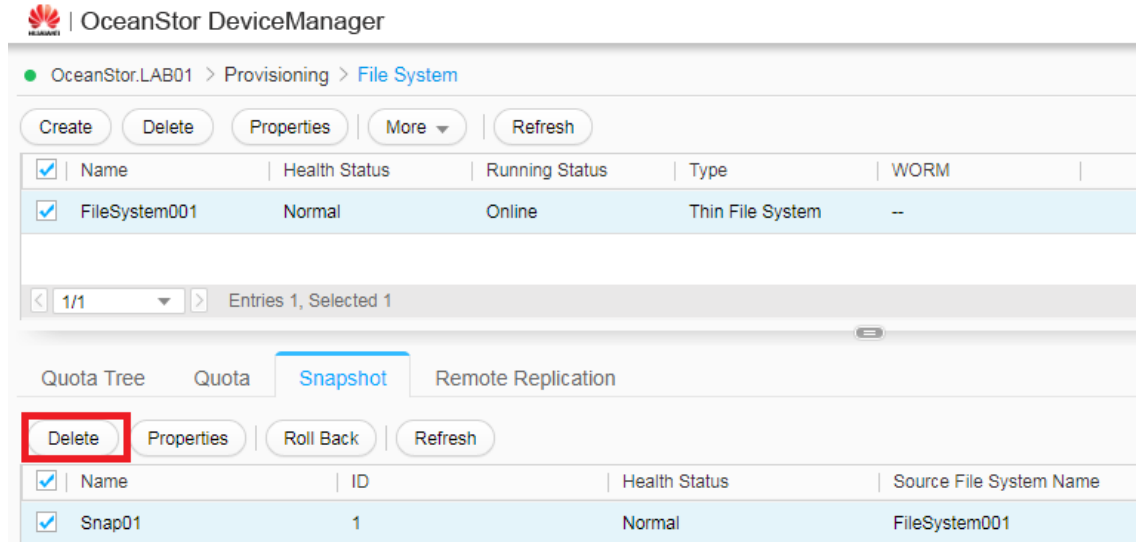 HUAWEI | OceanStor DeviceManager
OceanStor.LAB01 > Provisioning > File System
Create Delete Properties More Refresh
Name Health Status Running Status Type WORM
FileSystem001 Normal Online Thin File System --
1/1 Entries 1, Selected 1
Quota Tree Quota Snapshot Remote Replication
Delete Properties Roll Back Refresh
Name ID Health Status Source File System Name
Snap01 1 Normal FileSystem001